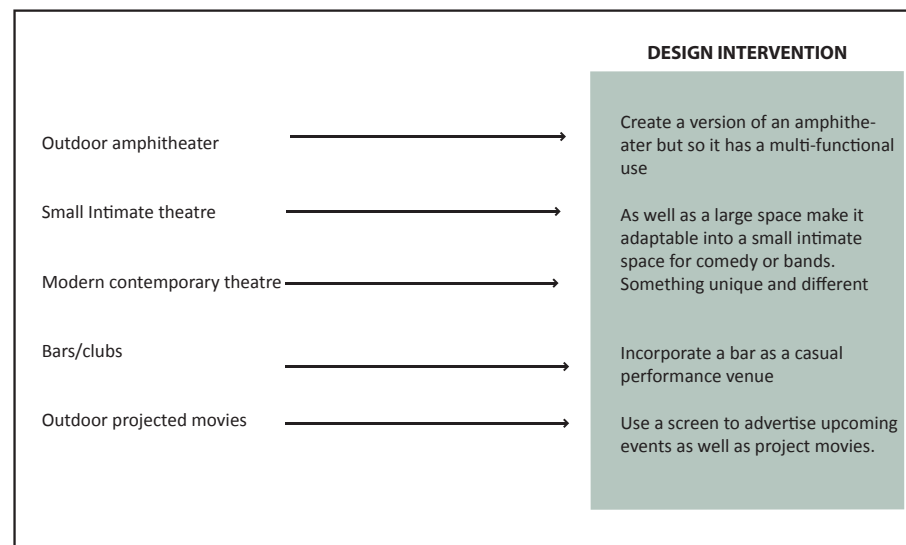 DESIGN INTERVENTION
Outdoor amphitheater
Create a version of an amphithe-
ater but so it has a multi-functional
use
Small Intimate theatre
As well as a large space make it
adaptable into a small intimate
space for comedy or bands.
Modern contemporary theatre
Something unique and different
Bars/clubs
Incorporate a bar as a casual
performance venue
Outdoor projected movies
Use a screen to advertise upcoming
events as well as project movies.